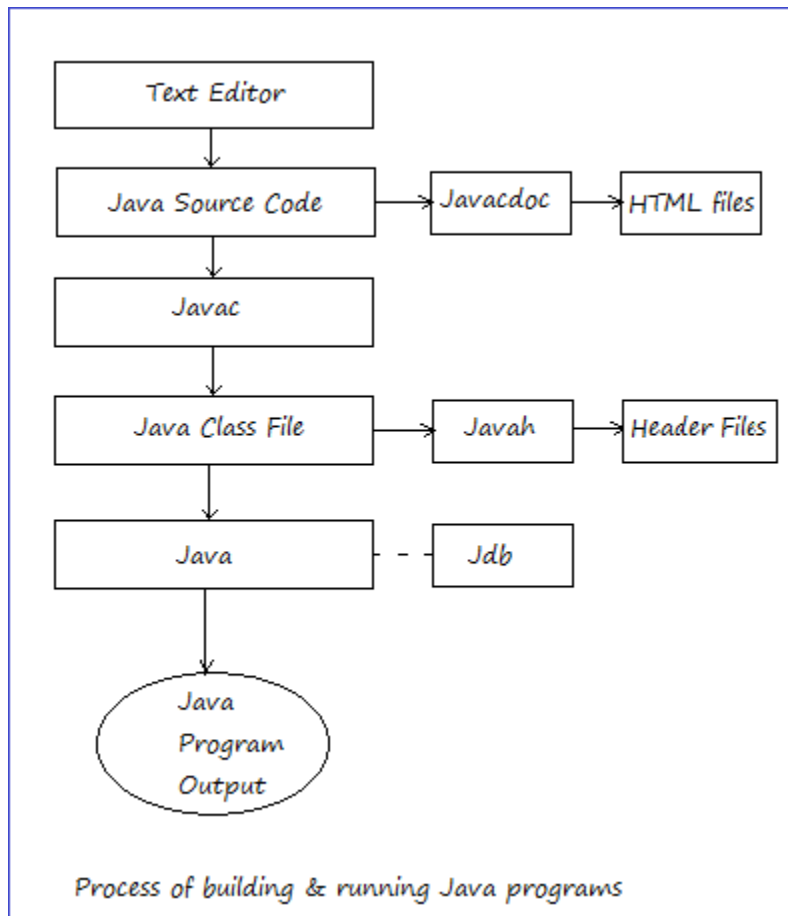 Text Editor
Java Source Code
Javacdoc
HTML files
Javac
Java Class File
Javah
Header Files
Java
Jdb
Java
Program
Output
Process of building & running Java programs